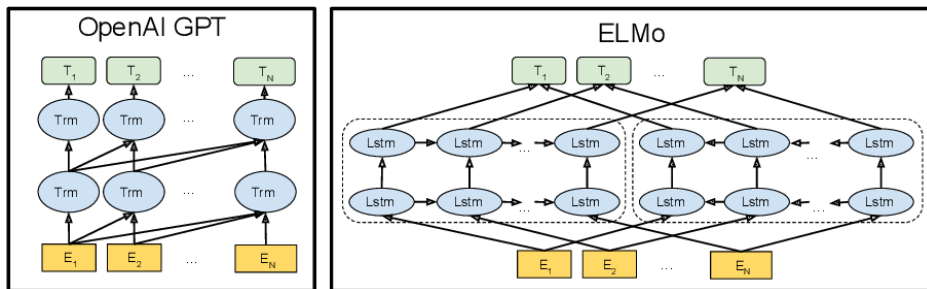 OpenAI GPT
T1 T2 ... TN
Trm Trm ... Trm
Trm Trm ... Trm
E1 E2 ... EN
ELMo
T1 T2 ... TN
Lstm Lstm ... Lstm Lstm Lstm ... Lstm
Lstm Lstm ... Lstm Lstm Lstm ... Lstm
E1 E2 ... EN